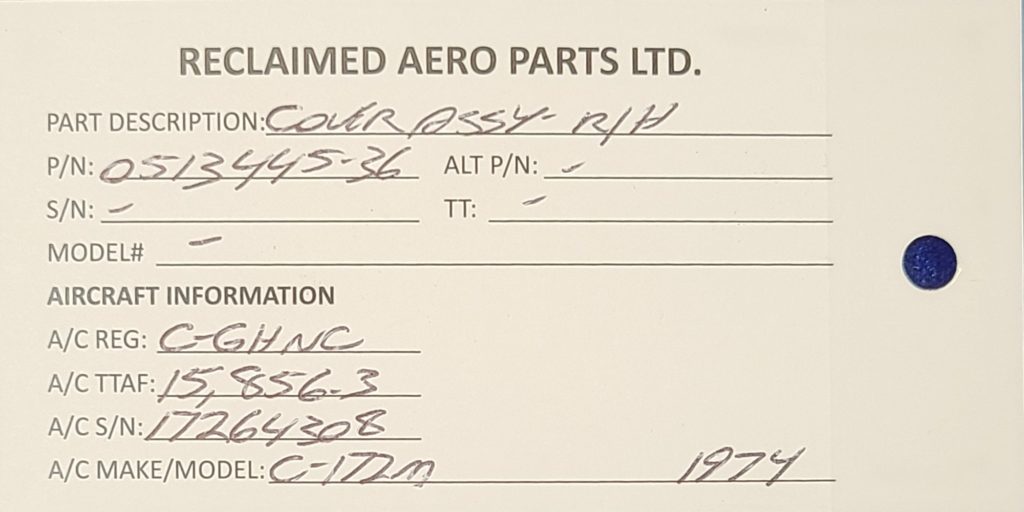 RECLAIMED AERO PARTS LTD.
PART DESCRIPTION: COVER ASSY- R/H
P/N: 0513445-36 ALT P/N: -
S/N: - TT: -
MODEL# -
AIRCRAFT INFORMATION
A/C REG: C-GHNC
A/C TTAF: 15,856.3
A/C S/N: 17264308
A/C MAKE/MODEL: C-172M 1974